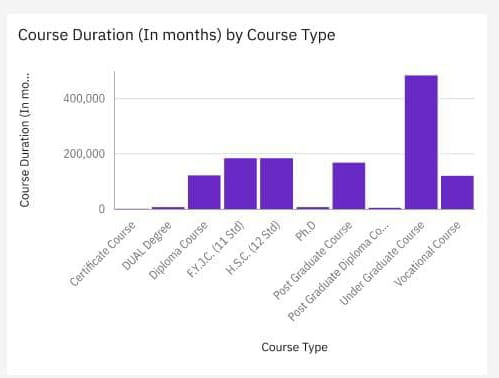 Course Duration (In months) by Course Type
Course Duration (In mo...
400,000
200,000
0
Certificate Course
DUAL Degree
Diploma Course
F.Y.J.C. (11 Std)
H.S.C. (12 Std)
Ph.D
Post Graduate Course
Post Graduate Diploma Co...
Under Graduate Course
Vocational Course
Course Type